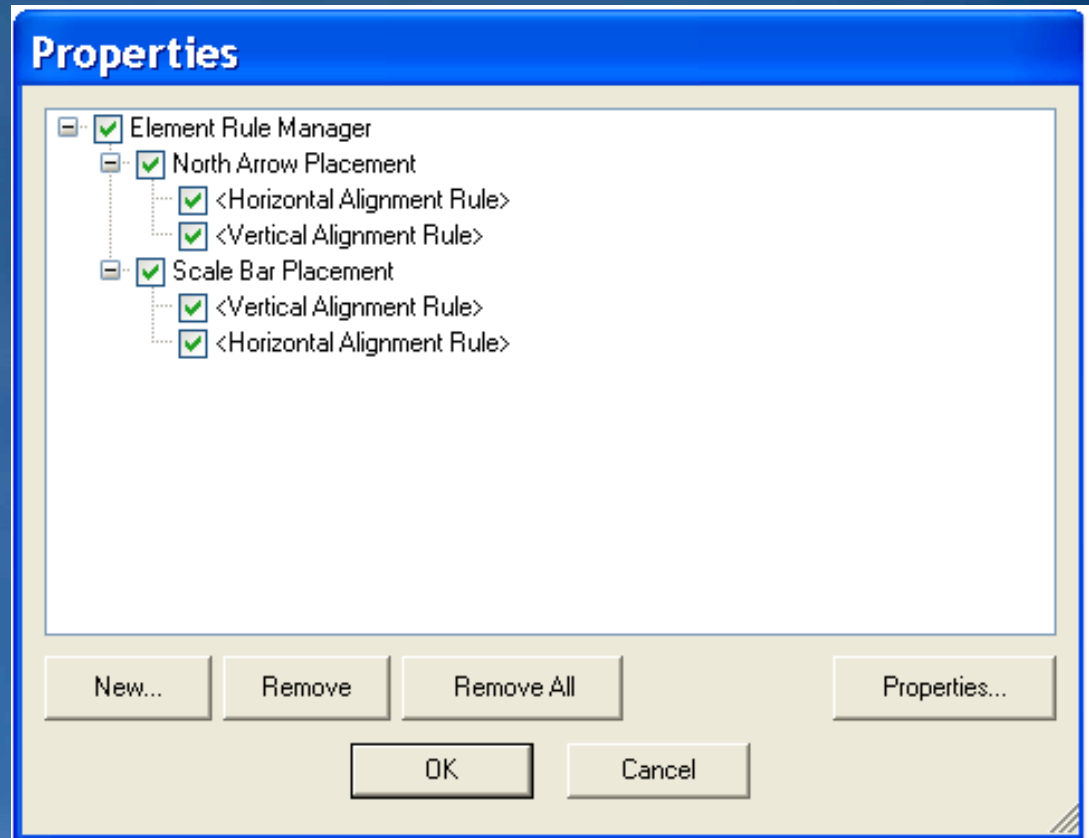 Properties
Element Rule Manager
North Arrow Placement
<Horizontal Alignment Rule>
<Vertical Alignment Rule>
Scale Bar Placement
<Vertical Alignment Rule>
<Horizontal Alignment Rule>
New... Remove Remove All Properties...
OK Cancel